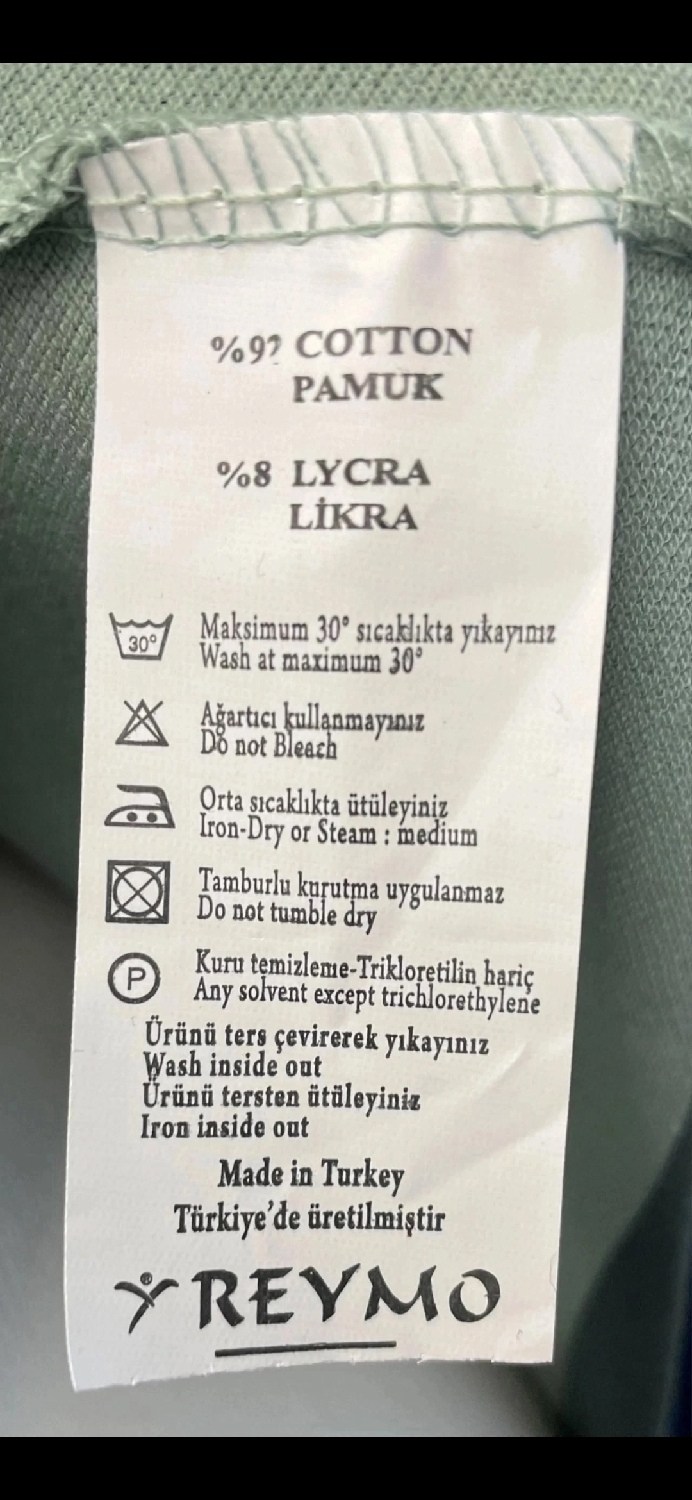 %92 COTTON
PAMUK
%8 LYCRA
LİKRA
30° Maksimum 30° sıcaklıkta yıkayınız
Wash at maximum 30°
Ağartıcı kullanmayınız
Do not Bleach
Orta sıcaklıkta ütüleyiniz
Iron-Dry or Steam : medium
Tamburlu kurutma uygulanmaz
Do not tumble dry
P Kuru temizleme-Trikloretilin hariç
Any solvent except trichlorethylene
Ürünü ters çevirerek yıkayınız
Wash inside out
Ürünü tersten ütüleyiniz
Iron inside out
Made in Turkey
Türkiye'de üretilmiştir
REYMO